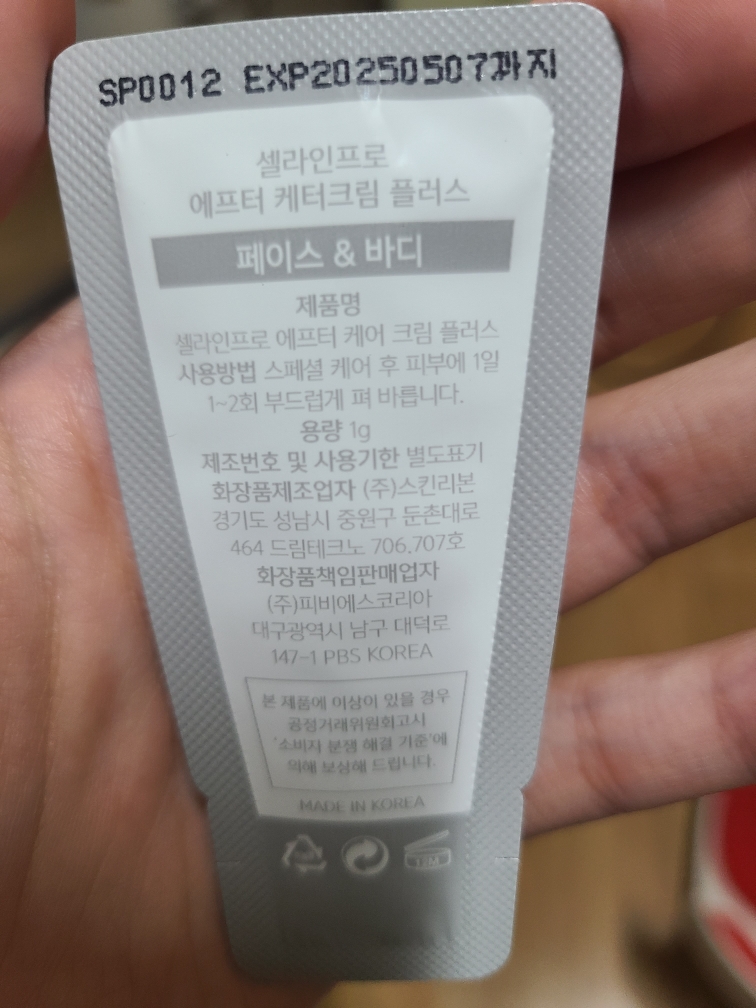 SP0012 EXP20250507까지
셀라인프로
에프터 케터크림 플러스
페이스 & 바디
제품명
셀라인프로 에프터 케어 크림 플러스
사용방법 스페셜 케어 후 피부에 1일
1~2회 부드럽게 펴 바릅니다.
용량 1g
제조번호 및 사용기한 별도표기
화장품제조업자 (주)스킨리본
경기도 성남시 중원구 둔촌대로
464 드림테크노 706,707호
화장품책임판매업자
(주)피비에스코리아
대구광역시 남구 대덕로
147-1 PBS KOREA
본 제품에 이상이 있을 경우
공정거래위원회고시
'소비자 분쟁 해결 기준'에
의해 보상해 드립니다.
MADE IN KOREA
12M